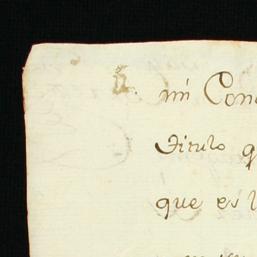 mi Con
titulo q
que es l